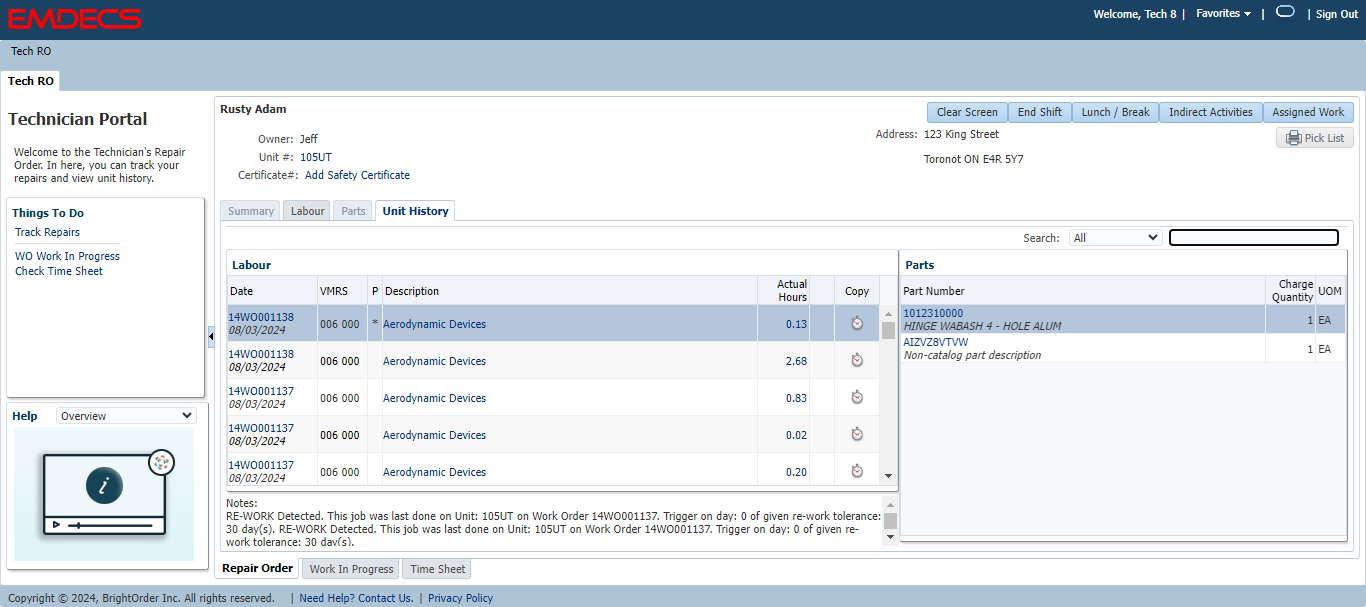 EMDECS
Welcome, Tech 8 | Favorites | | Sign Out
Tech RO
Tech RO
Technician Portal
Welcome to the Technician's Repair
Order. In here, you can track your
repairs and view unit history.
Things To Do
Track Repairs
WO Work In Progress
Check Time Sheet
Help Overview
i
Rusty Adam
Clear Screen End Shift Lunch / Break Indirect Activities Assigned Work
Owner: Jeff
Unit #: 105UT
Certificate#: Add Safety Certificate
Address: 123 King Street
Toronot ON E4R 5Y7
Pick List
Summary Labour Parts Unit History
Search: All
Labour
Date VMRS P Description Actual Hours Copy
14WO001138 006 000 * Aerodynamic Devices 0.13
08/03/2024
14WO001138 006 000 Aerodynamic Devices 2.68
08/03/2024
14WO001137 006 000 Aerodynamic Devices 0.83
08/03/2024
14WO001137 006 000 Aerodynamic Devices 0.02
08/03/2024
14WO001137 006 000 Aerodynamic Devices 0.20
08/03/2024
Parts
Part Number Charge Quantity UOM
1012310000 1 EA
HINGE WABASH 4 - HOLE ALUM
AIZVZ8VTVW 1 EA
Non-catalog part description
Notes:
RE-WORK Detected. This job was last done on Unit: 105UT on Work Order 14WO001137. Trigger on day: 0 of given re-work tolerance:
30 day(s). RE-WORK Detected. This job was last done on Unit: 105UT on Work Order 14WO001137. Trigger on day: 0 of given re-
work tolerance: 30 day(s).
Repair Order Work In Progress Time Sheet
Copyright © 2024, BrightOrder Inc. All rights reserved. | Need Help? Contact Us. | Privacy Policy